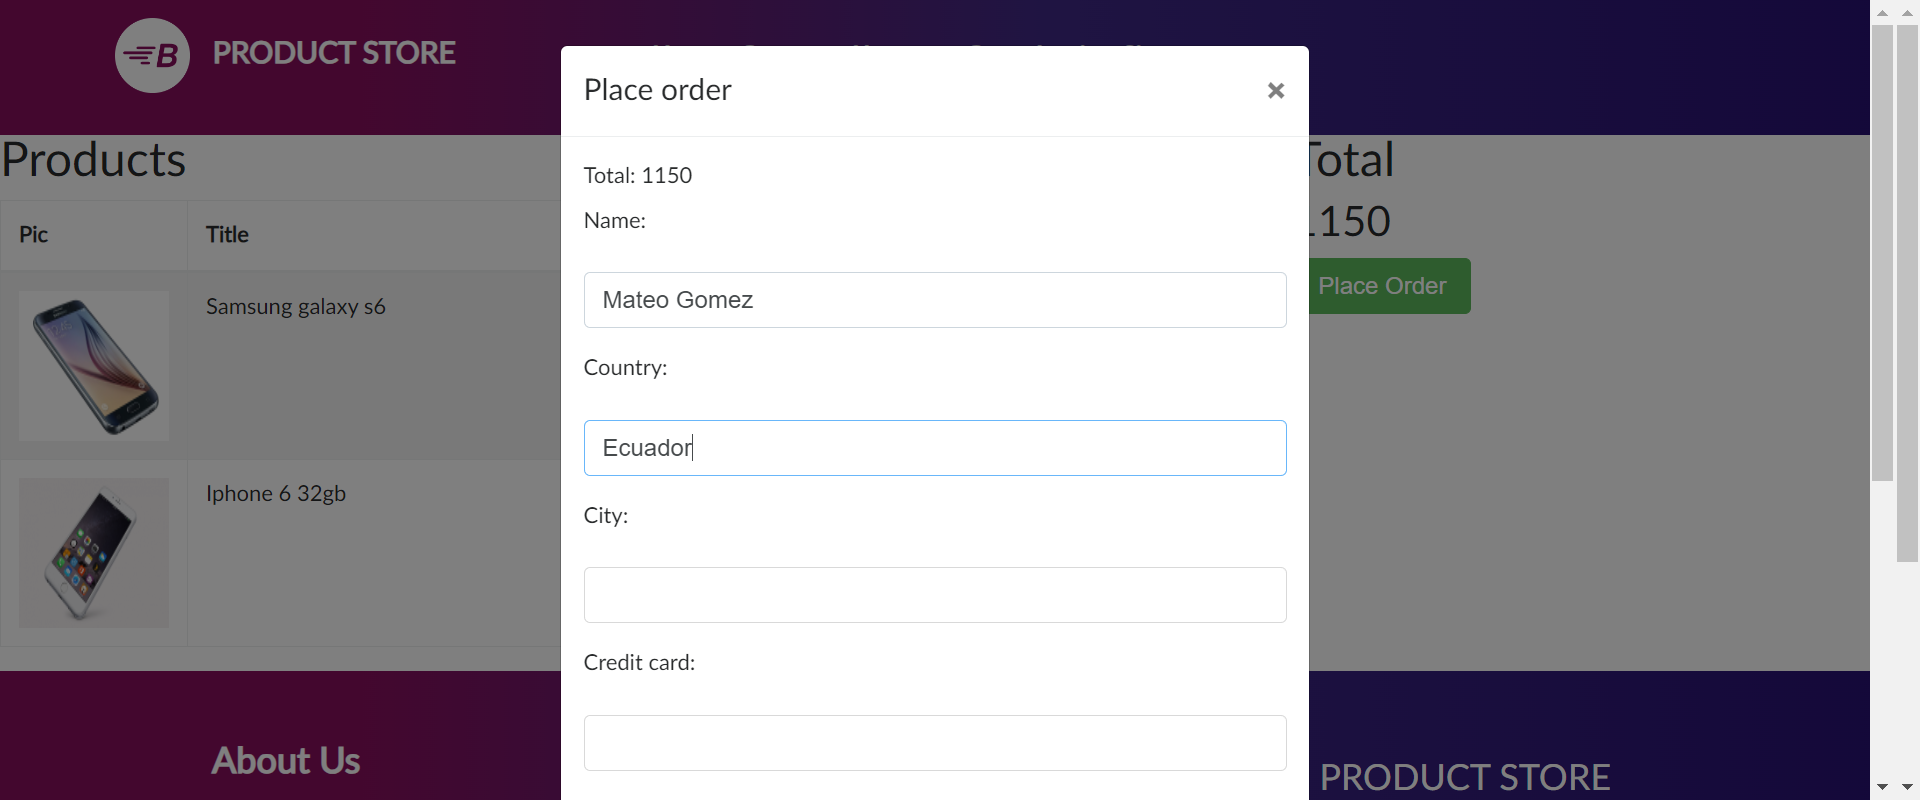 B PRODUCT STORE
Place order
×
Total: 1150
Name:
Mateo Gomez
Country:
Ecuador
City:
Credit card:
Products
Pic Title
Samsung galaxy s6
Iphone 6 32gb
Total
1150
Place Order
About Us
PRODUCT STORE